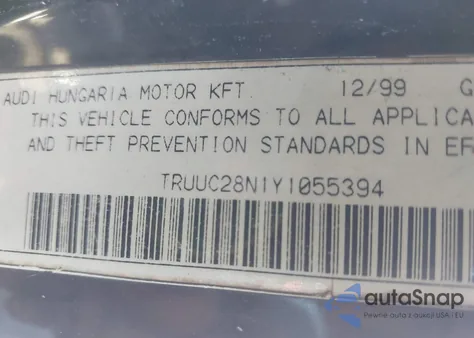 AUDI HUNGARIA MOTOR KFT. 12/99 G
THIS VEHICLE CONFORMS TO ALL APPLICA
AND THEFT PREVENTION STANDARDS IN EF
TRUUC28N1Y1055394
autoSnap
Pewne auta z aukcji USA i EU